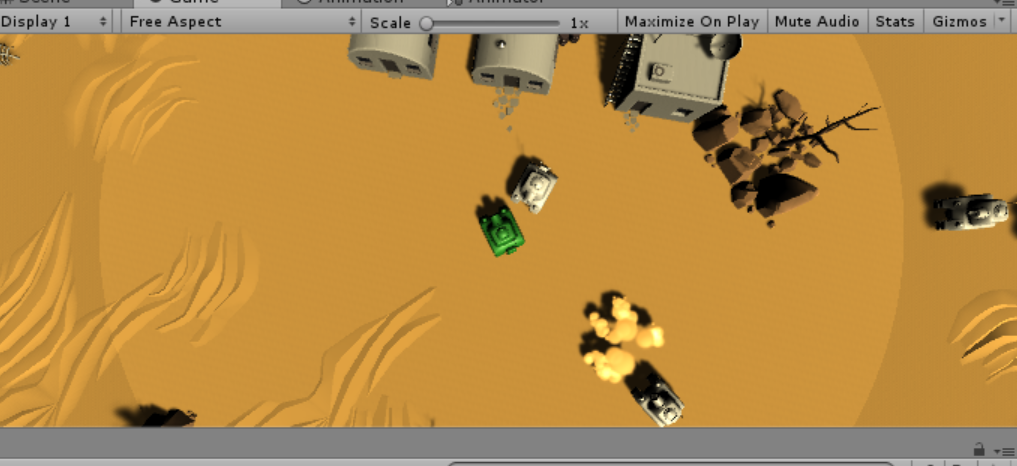 Scene Game Animation Animator
Display 1 Free Aspect Scale 1x Maximize On Play Mute Audio Stats Gizmos